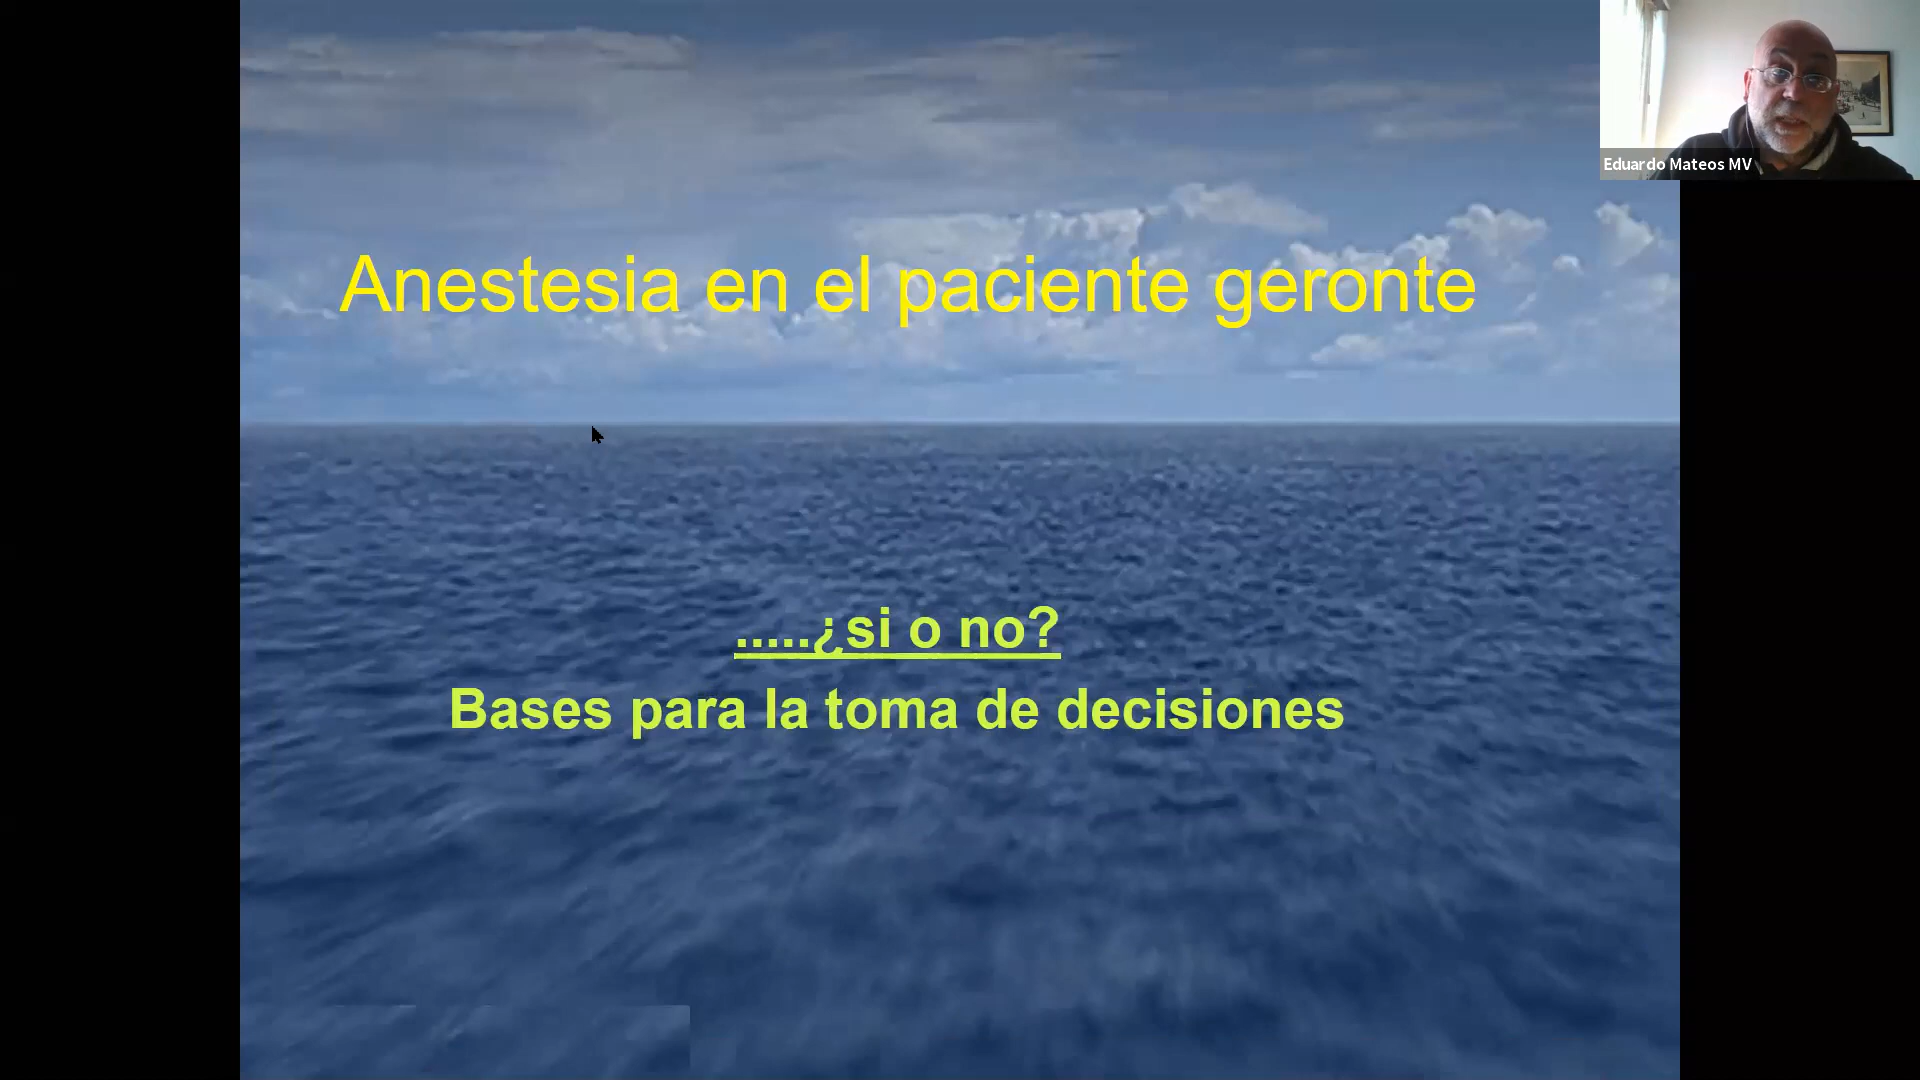 Eduardo Mateos MV
Anestesia en el paciente geronte
.....¿si o no?
Bases para la toma de decisiones